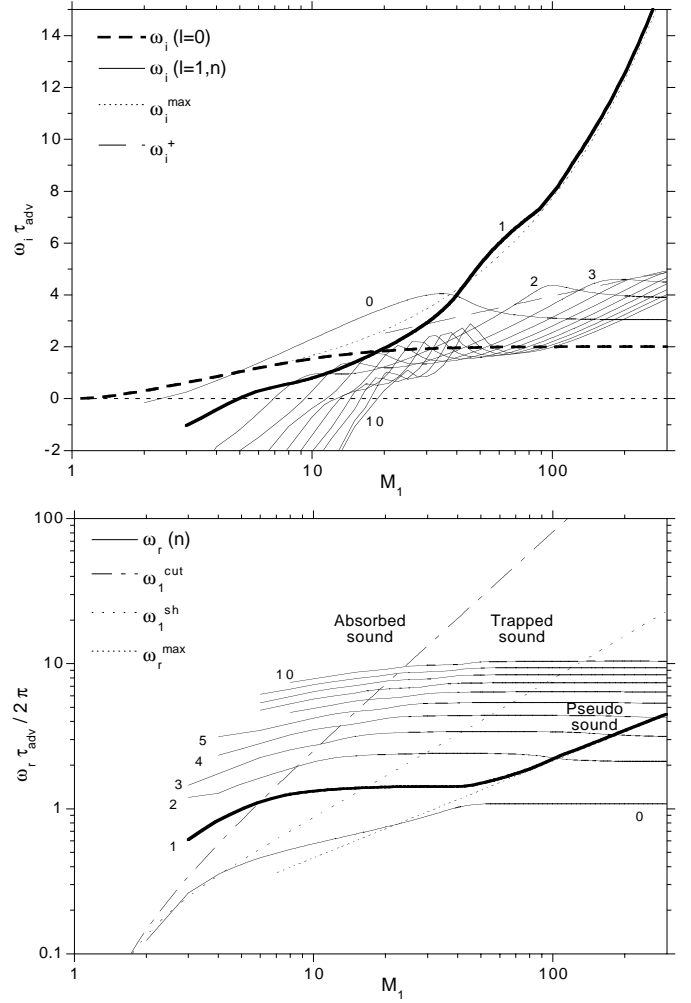 14
12
10
8
6
4
2
0
-2
ω_i τ_adv
ω_i (l=0)
ω_i (l=1,n)
ω_i^max
ω_i^+
0
1
2
3
10
1
10
100
M_1
100
10
1
0.1
ω_r τ_adv / 2 π
ω_r (n)
ω_1^cut
ω_1^sh
ω_r^max
Absorbed
sound
Trapped
sound
Pseudo
sound
10
5
4
3
2
1
0
1
10
100
M_1